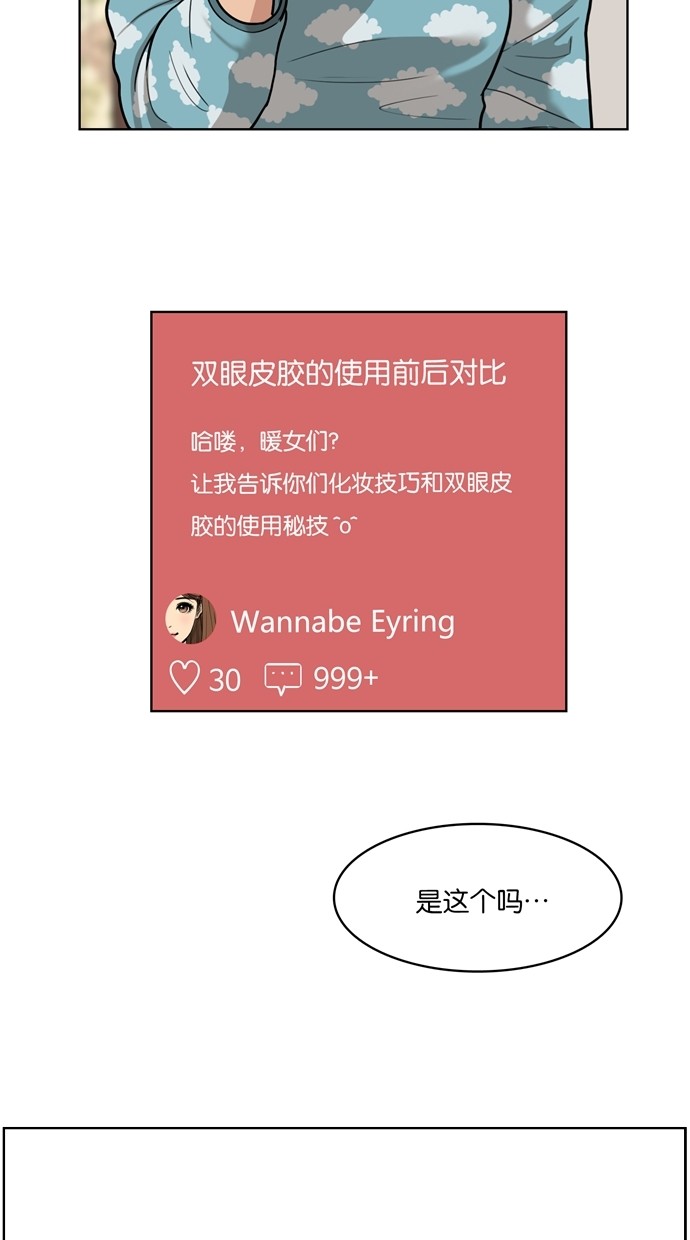 双眼皮胶的使用前后对比
哈喽，暖女们？
让我告诉你们化妆技巧和双眼皮
胶的使用秘技 ^o^
Wannabe Eyring
30 999+
是这个吗…